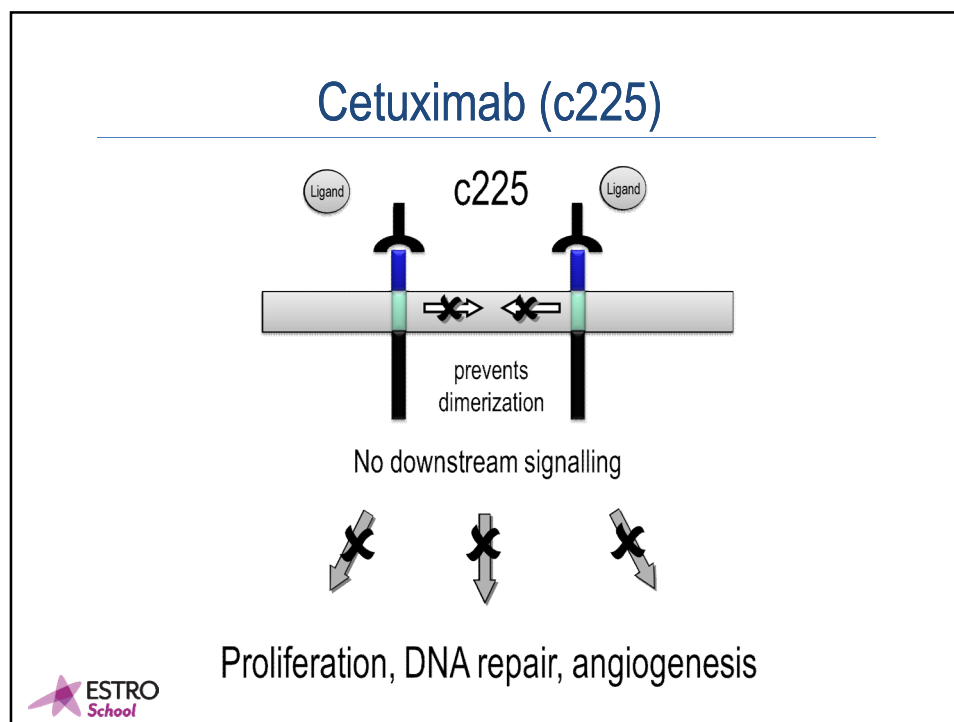 Cetuximab (c225)
Ligand
c225
Ligand
prevents
dimerization
No downstream signalling
Proliferation, DNA repair, angiogenesis
ESTRO
School